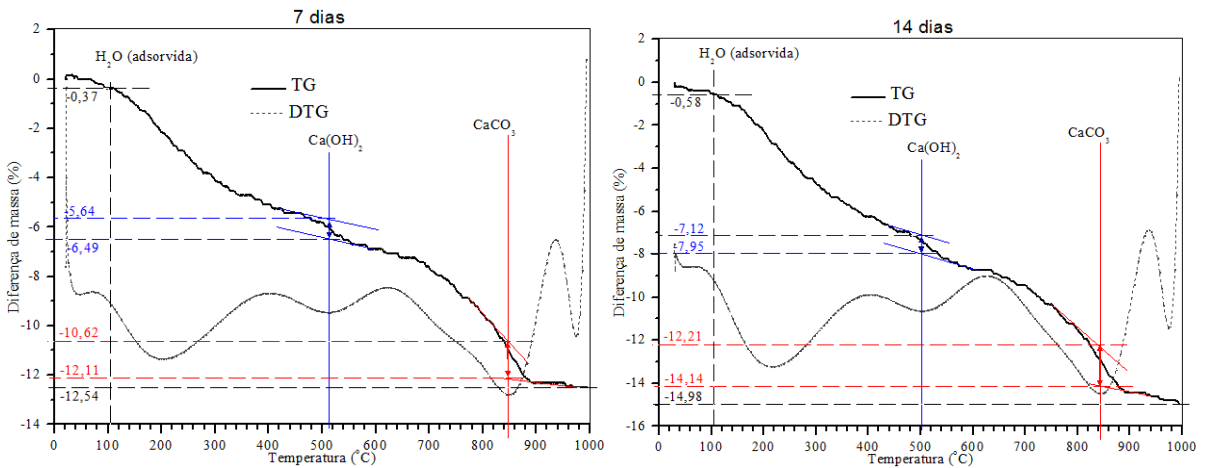 7 dias
H₂O (adsorvida)
TG
DTG
Ca(OH)₂
CaCO₃
-0,37
-5,64
-6,49
-10,62
-12,11
-12,54
2
0
-2
-4
-6
-8
-10
-12
-14
Diferença de massa (%)
0 100 200 300 400 500 600 700 800 900 1000
Temperatura (°C)
14 dias
H₂O (adsorvida)
TG
DTG
Ca(OH)₂
CaCO₃
-0,58
-7,12
-7,95
-12,21
-14,14
-14,98
2
0
-2
-4
-6
-8
-10
-12
-14
-16
Diferença de massa (%)
0 100 200 300 400 500 600 700 800 900 1000
Temperatura (°C)